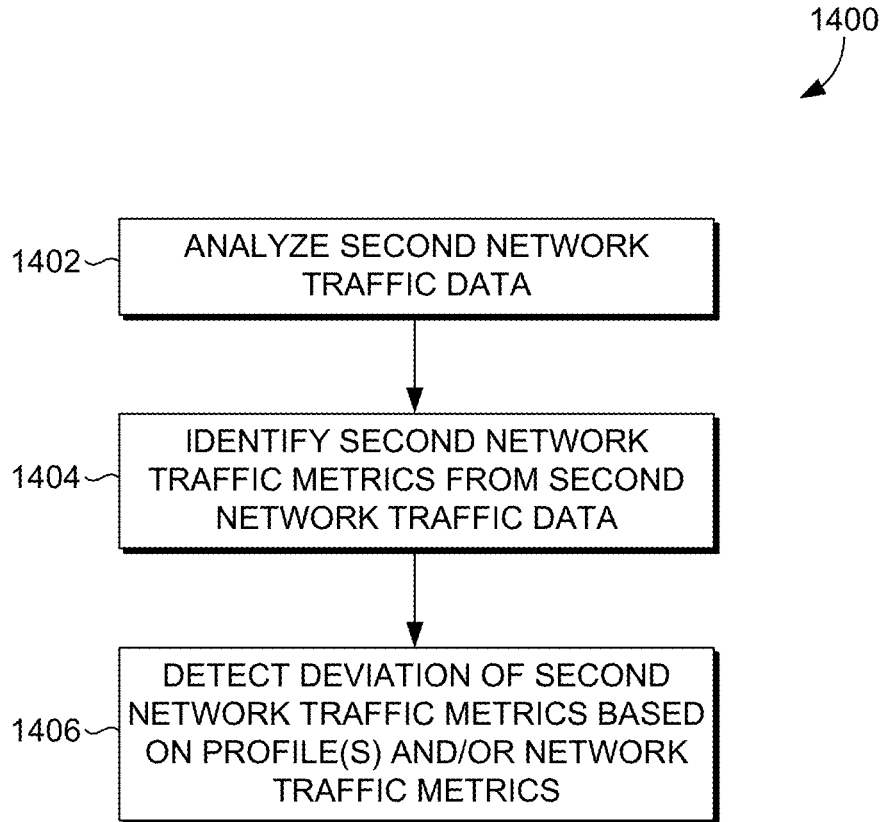 1400
1402
ANALYZE SECOND NETWORK
TRAFFIC DATA
1404
IDENTIFY SECOND NETWORK
TRAFFIC METRICS FROM SECOND
NETWORK TRAFFIC DATA
1406
DETECT DEVIATION OF SECOND
NETWORK TRAFFIC METRICS BASED
ON PROFILE(S) AND/OR NETWORK
TRAFFIC METRICS